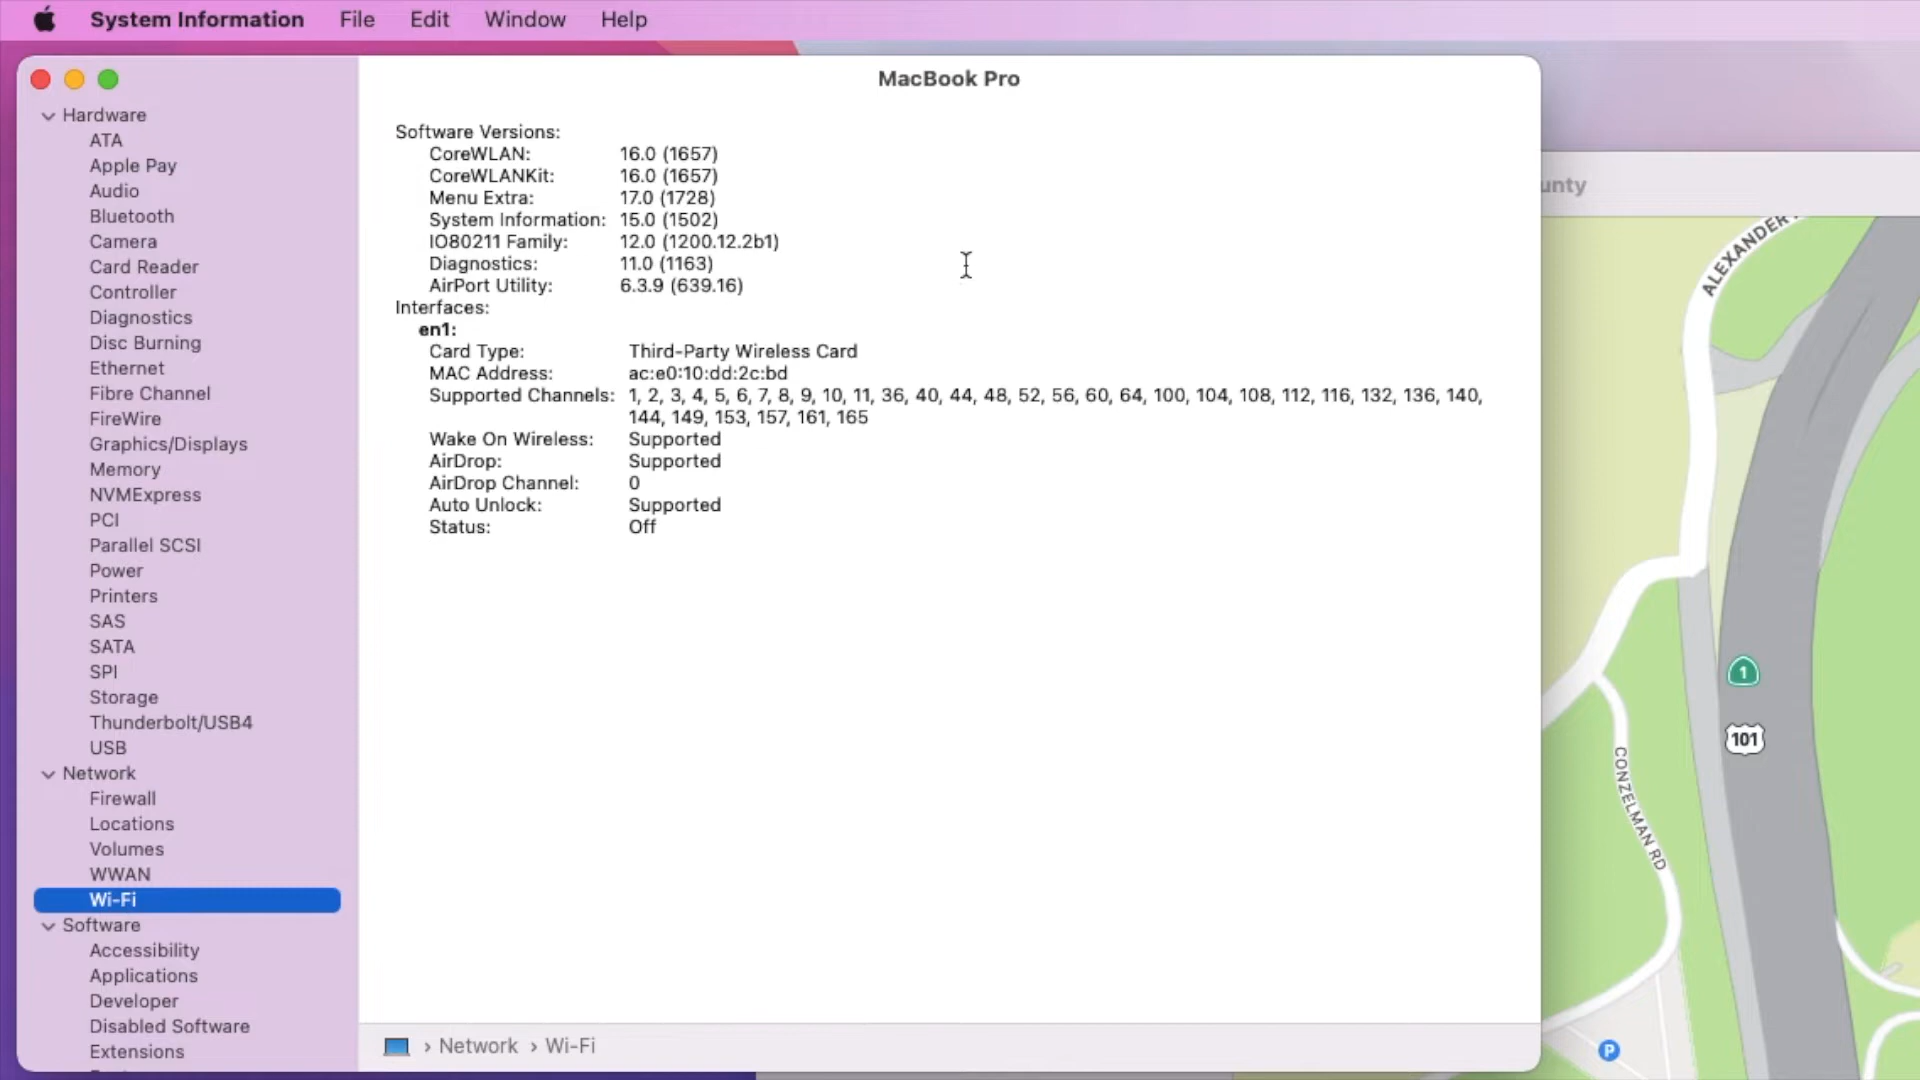 System Information File Edit Window Help
MacBook Pro
Hardware
ATA
Apple Pay
Audio
Bluetooth
Camera
Card Reader
Controller
Diagnostics
Disc Burning
Ethernet
Fibre Channel
FireWire
Graphics/Displays
Memory
NVMExpress
PCI
Parallel SCSI
Power
Printers
SAS
SATA
SPI
Storage
Thunderbolt/USB4
USB
Network
Firewall
Locations
Volumes
WWAN
Wi-Fi
Software
Accessibility
Applications
Developer
Disabled Software
Extensions
Software Versions:
CoreWLAN: 16.0 (1657)
CoreWLANKit: 16.0 (1657)
Menu Extra: 17.0 (1728)
System Information: 15.0 (1502)
IO80211 Family: 12.0 (1200.12.2b1)
Diagnostics: 11.0 (1163)
AirPort Utility: 6.3.9 (639.16)
Interfaces:
en1:
Card Type: Third-Party Wireless Card
MAC Address: ac:e0:10:dd:2c:bd
Supported Channels: 1, 2, 3, 4, 5, 6, 7, 8, 9, 10, 11, 36, 40, 44, 48, 52, 56, 60, 64, 100, 104, 108, 112, 116, 132, 136, 140,
144, 149, 153, 157, 161, 165
Wake On Wireless: Supported
AirDrop: Supported
AirDrop Channel: 0
Auto Unlock: Supported
Status: Off
› Network › Wi-Fi
unty
ALEXANDER
1
101
CONZELMAN RD
P